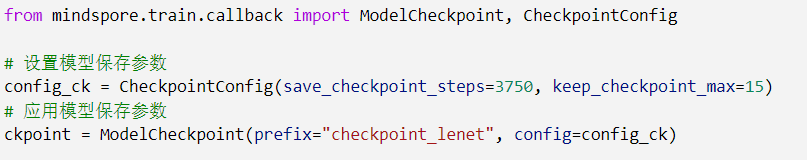 from mindspore.train.callback import ModelCheckpoint, CheckpointConfig
# 设置模型保存参数
config_ck = CheckpointConfig(save_checkpoint_steps=3750, keep_checkpoint_max=15)
# 应用模型保存参数
ckpoint = ModelCheckpoint(prefix="checkpoint_lenet", config=config_ck)